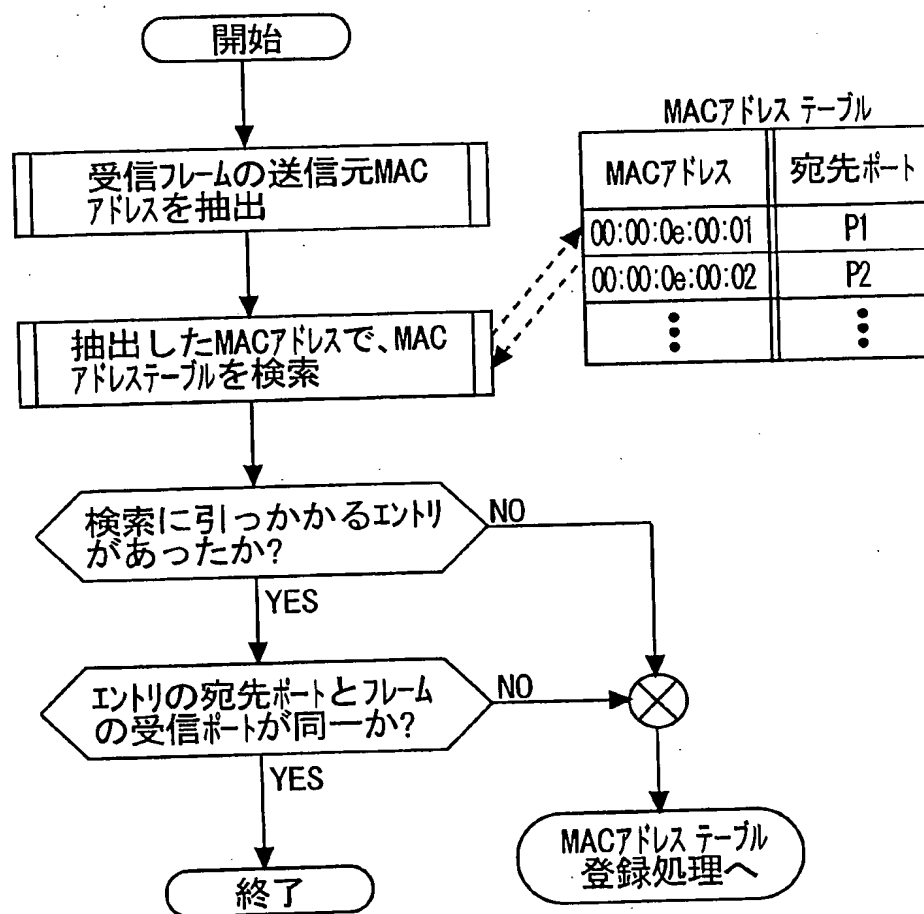 開始
受信フレームの送信元MAC
アドレスを抽出
MACアドレス テーブル
MACアドレス 宛先ポート
00:00:0e:00:01 P1
00:00:0e:00:02 P2
抽出したMACアドレスで、MAC
アドレステーブルを検索
検索に引っかかるエントリ
があったか?
NO
YES
エントリの宛先ポートとフレーム
の受信ポートが同一か?
NO
YES
MACアドレス テーブル
登録処理へ
終了